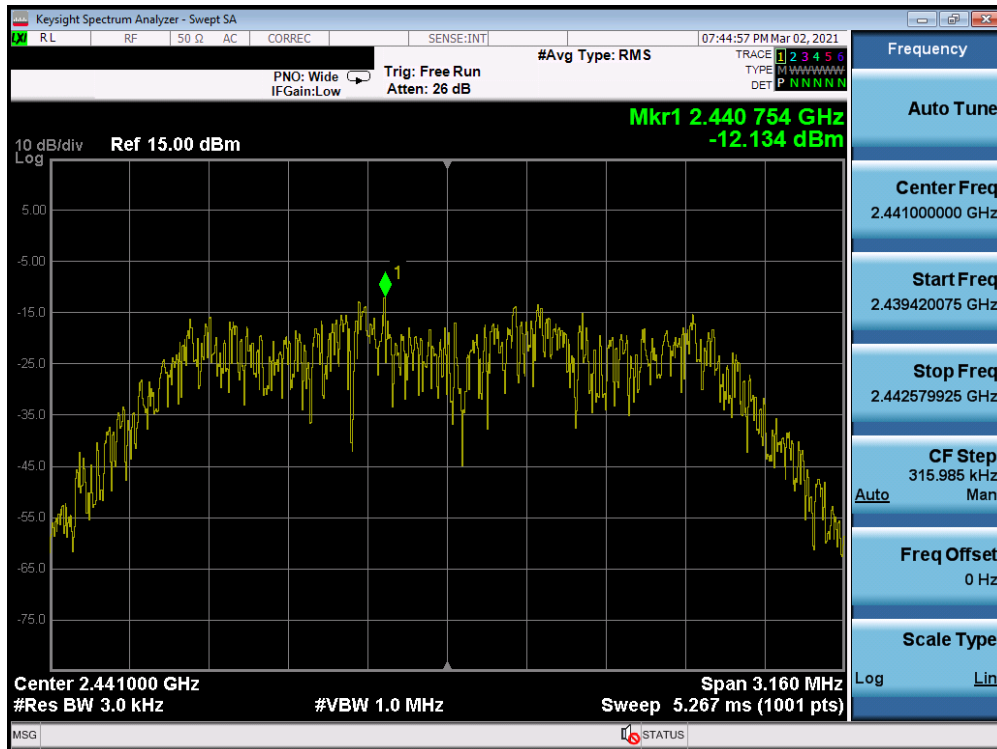 Keysight Spectrum Analyzer - Swept SA
LXI RL RF 50 Ω AC CORREC SENSE:INT 07:44:57 PM Mar 02, 2021
#Avg Type: RMS TRACE 1 2 3 4 5 6
PNO: Wide Trig: Free Run TYPE M WWWWW
IFGain:Low Atten: 26 dB DET P N N N N N
Mkr1 2.440 754 GHz
-12.134 dBm
10 dB/div Ref 15.00 dBm
Log
1
5.00
-5.00
-15.0
-25.0
-35.0
-45.0
-55.0
-65.0
-75.0
Center 2.441000 GHz Span 3.160 MHz
#Res BW 3.0 kHz #VBW 1.0 MHz Sweep 5.267 ms (1001 pts)
MSG STATUS
Frequency
Auto Tune
Center Freq
2.441000000 GHz
Start Freq
2.439420075 GHz
Stop Freq
2.442579925 GHz
CF Step
315.985 kHz
Auto Man
Freq Offset
0 Hz
Scale Type
Log Lin